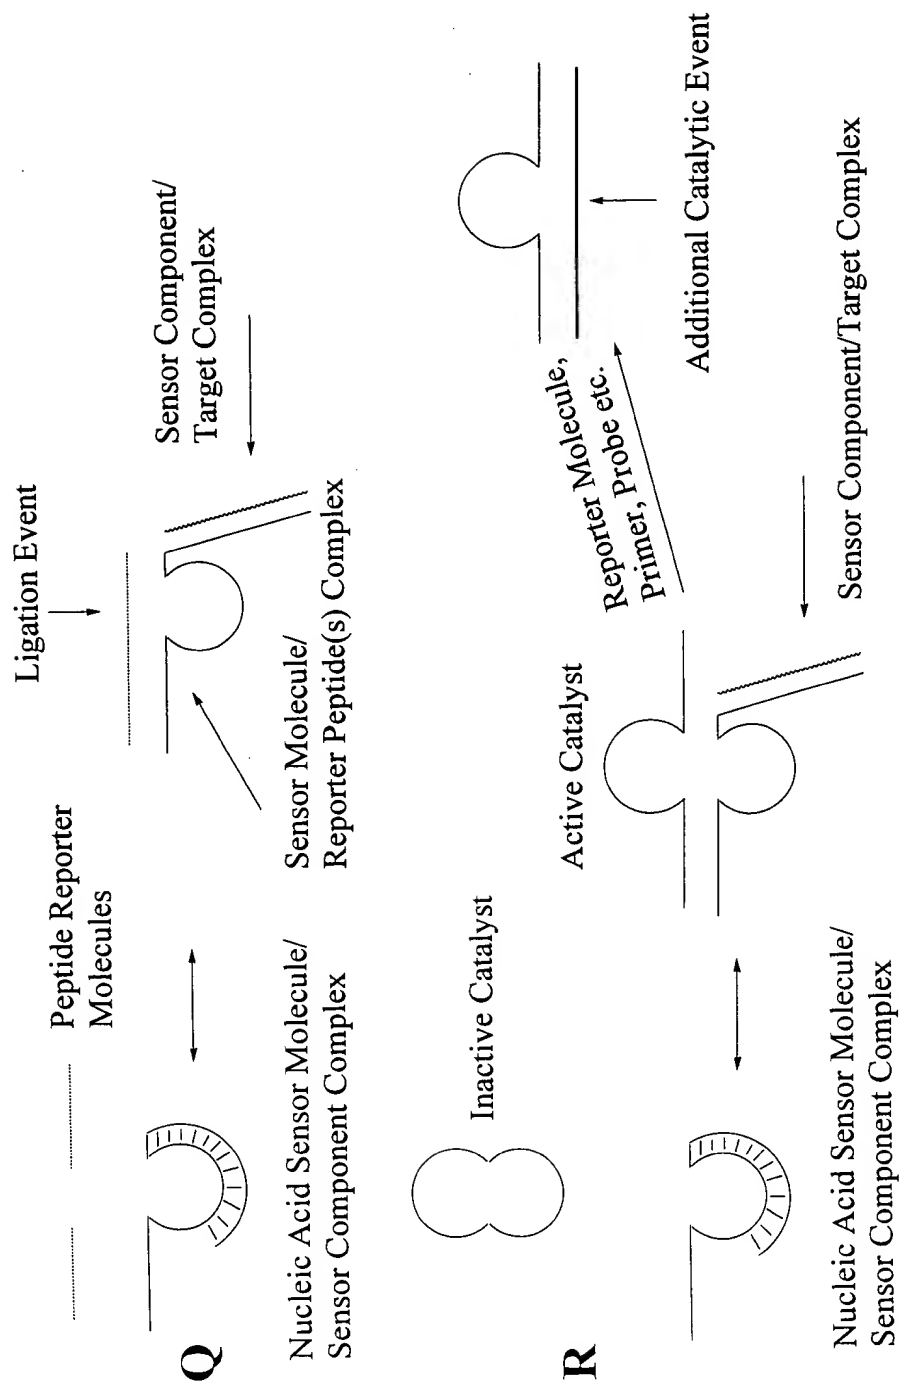 Q
Peptide Reporter
Molecules
Nucleic Acid Sensor Molecule/
Sensor Component Complex
Ligation Event
Sensor Molecule/
Reporter Peptide(s) Complex
Sensor Component/
Target Complex
R
Inactive Catalyst
Nucleic Acid Sensor Molecule/
Sensor Component Complex
Active Catalyst
Reporter Molecule,
Primer, Probe etc.
Sensor Component/Target Complex
Additional Catalytic Event